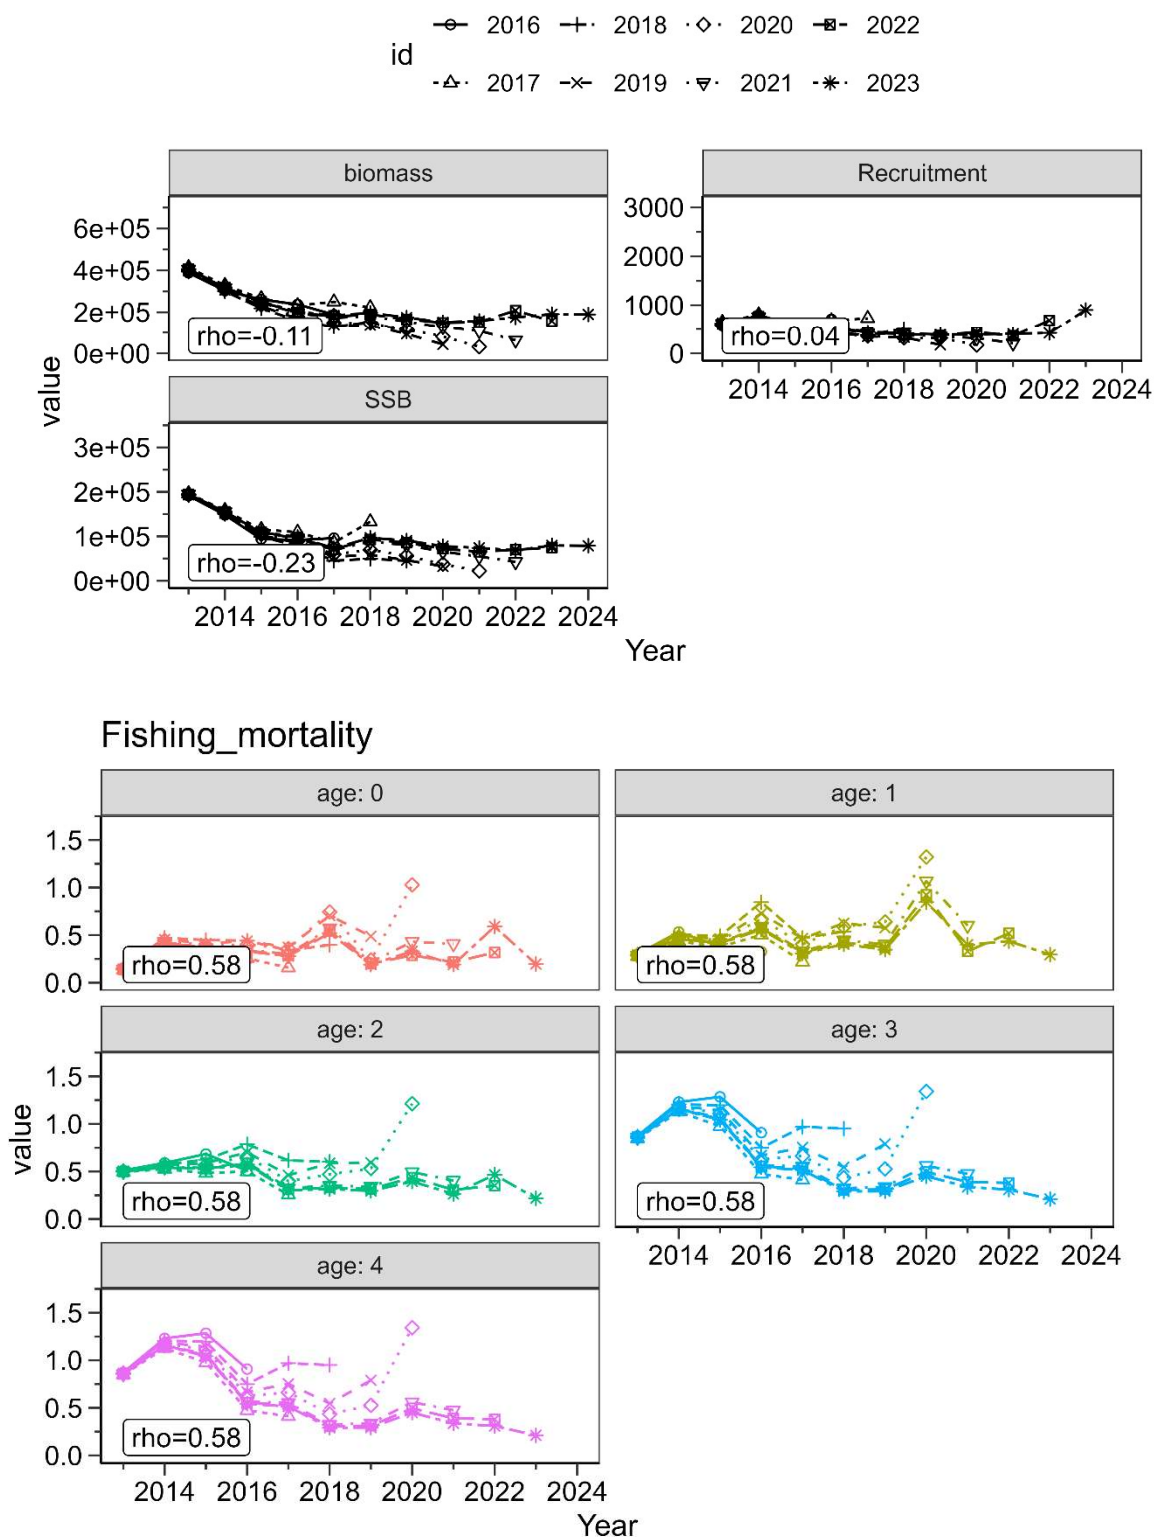 id
2016 2018 2020 2022
2017 2019 2021 2023
biomass
Recruitment
6e+05
4e+05
2e+05
0e+00
rho=-0.11
3000
2000
1000
0
rho=0.04
2014 2016 2018 2020 2022 2024
value
SSB
3e+05
2e+05
1e+05
0e+00
rho=-0.23
2014 2016 2018 2020 2022 2024
Year
Fishing_mortality
age: 0
age: 1
1.5
1.0
0.5
0.0
rho=0.58
rho=0.58
age: 2
age: 3
1.5
1.0
0.5
0.0
value
rho=0.58
rho=0.58
2014 2016 2018 2020 2022 2024
age: 4
1.5
1.0
0.5
0.0
rho=0.58
2014 2016 2018 2020 2022 2024
Year